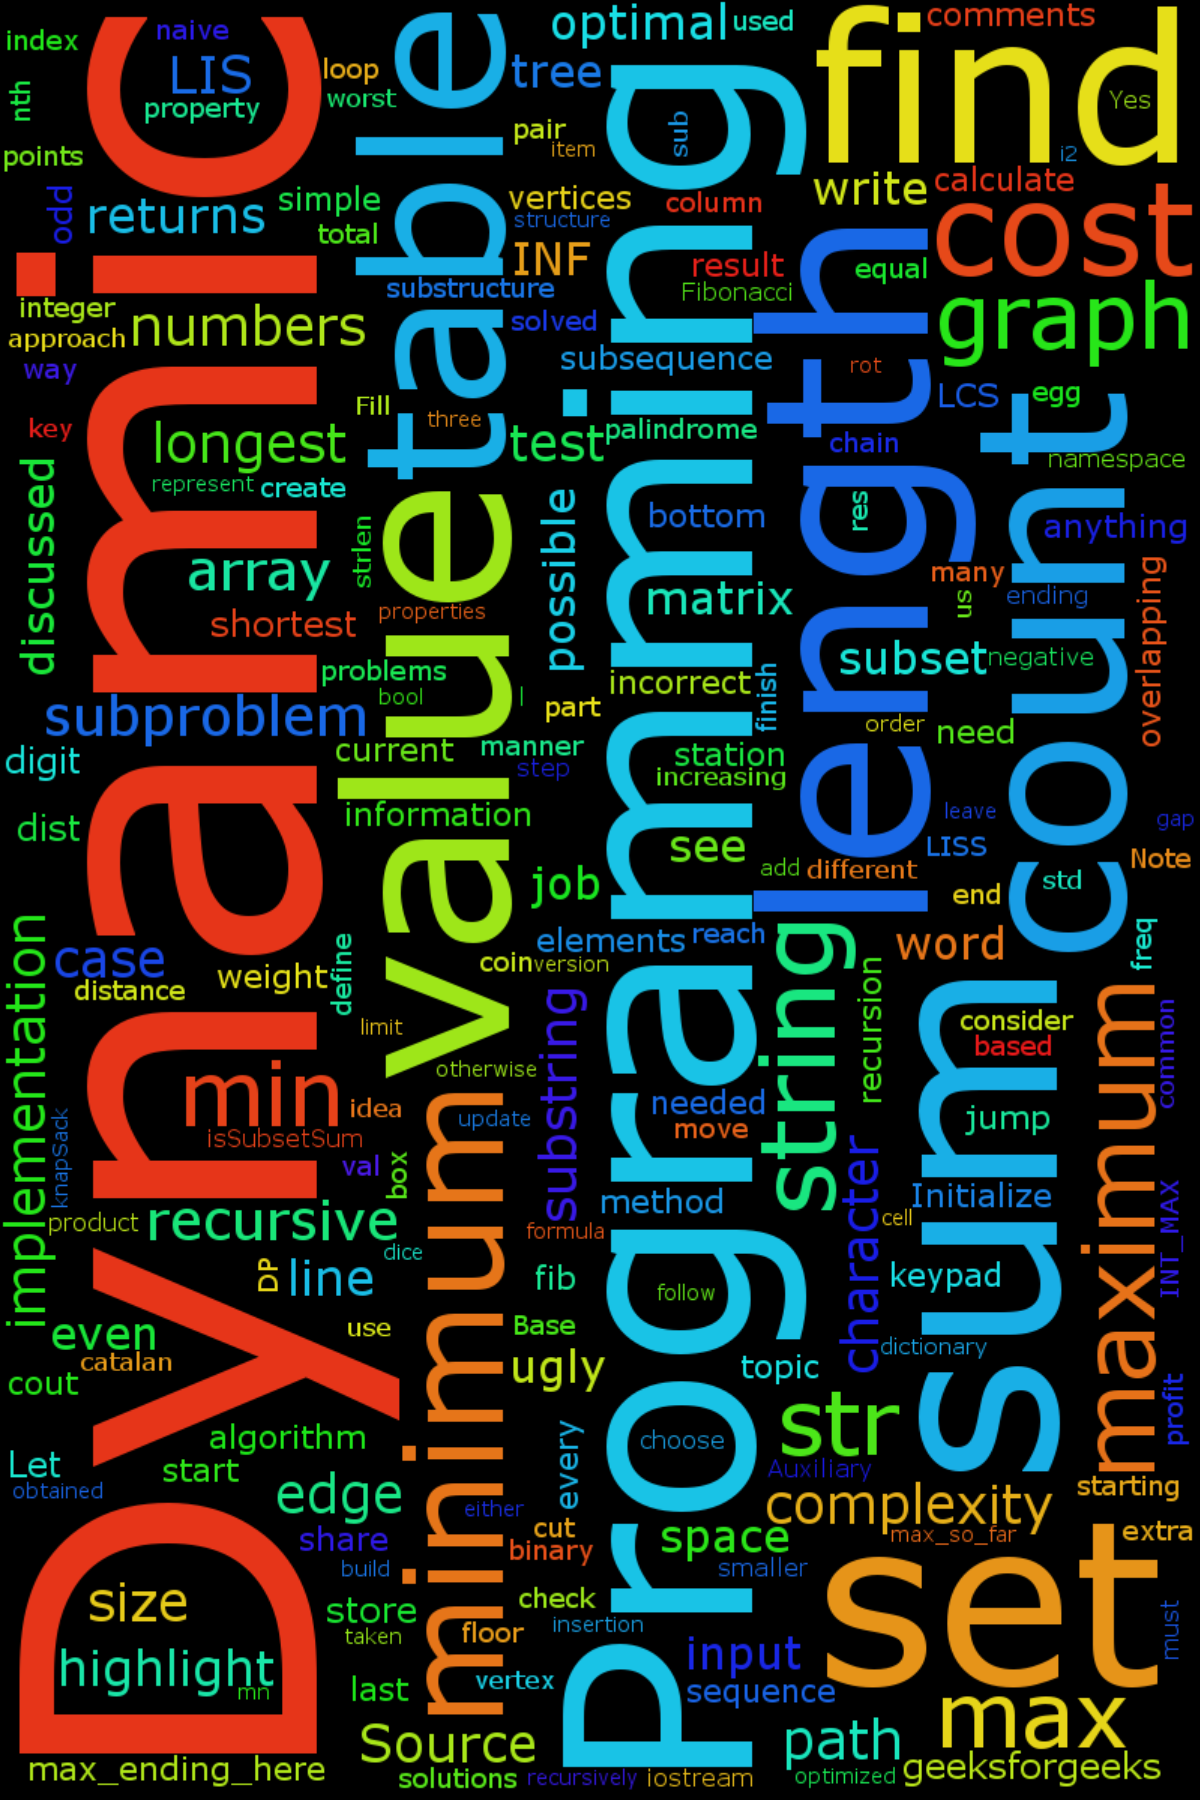 index
naive
LIS
property
nth
points
odd
returns
integer
approach
numbers
way
key
longest
represent
create
discussed
array
shortest
subproblem
digit
dist
case
distance
weight
define
implementation
min
isSubsetSum
knapSack
product
recursive
DP
line
even
catalan
cout
algorithm
start
Let
obtained
edge
size
highlight
mn
max_ending_here
Dynamic
loop
worst
simple
total
table
substructure
Fill
three
strlen
properties
problems
bool
l
current
information
value
limit
otherwise
idea
val
box
dice
use
minimum
update
share
build
store
taken
last
either
floor
vertex
Source
solutions
recursively
iostream
optimal
used
tree
pair
item
vertices
structure
INF
solved
subsequence
test
palindrome
possible
part
manner
step
job
elements
coin
version
substring
formula
fib
Base
ugly
every
cut
binary
check
insertion
Programming
sub
column
result
Fibonacci
bottom
matrix
incorrect
finish
station
increasing
see
add
different
reach
needed
move
method
follow
topic
choose
space
smaller
input
sequence
path
optimized
find
comments
Yes
i2
write
calculate
cost
equal
graph
rot
LCS
egg
chain
namespace
length
res
many
us
anything
ending
overlapping
subset
negative
order
need
leave
LISS
gap
Note
std
end
count
string
word
freq
recursion
consider
based
common
jump
Initialize
cell
character
keypad
dictionary
sum
maximum
INT_MAX
profit
str
Auxiliary
complexity
starting
max_so_far
extra
set
must
max
geeksforgeeks